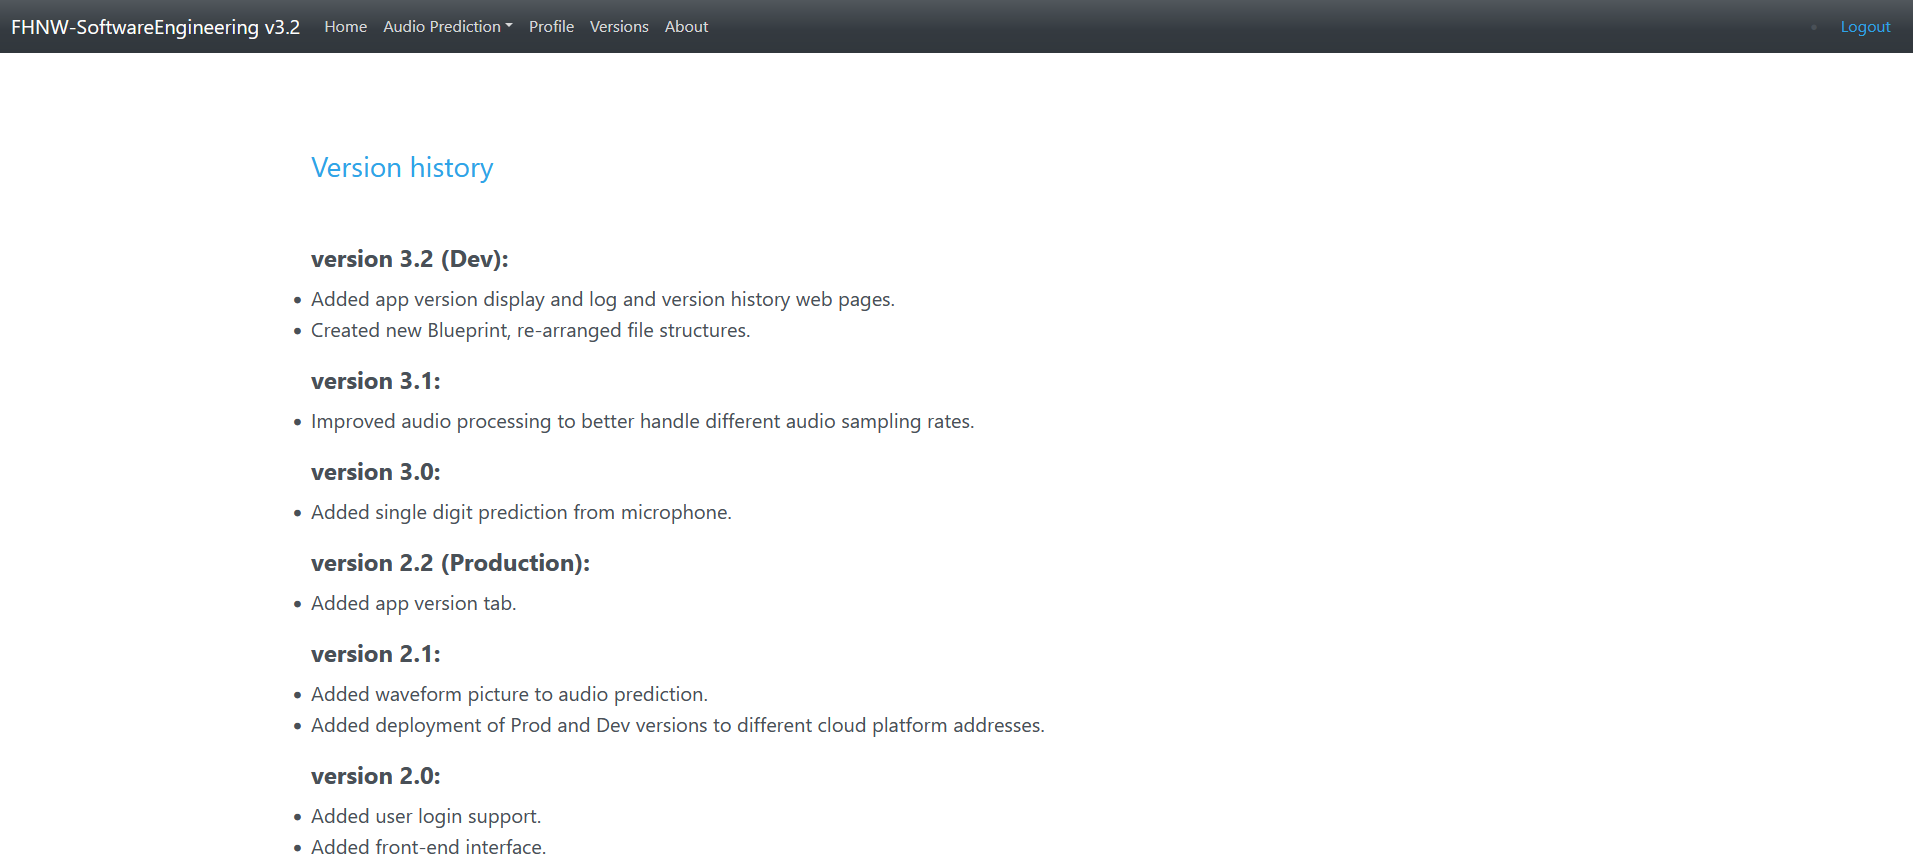 FHNW-SoftwareEngineering v3.2 Home Audio Prediction Profile Versions About Logout
Version history
version 3.2 (Dev):
• Added app version display and log and version history web pages.
• Created new Blueprint, re-arranged file structures.
version 3.1:
• Improved audio processing to better handle different audio sampling rates.
version 3.0:
• Added single digit prediction from microphone.
version 2.2 (Production):
• Added app version tab.
version 2.1:
• Added waveform picture to audio prediction.
• Added deployment of Prod and Dev versions to different cloud platform addresses.
version 2.0:
• Added user login support.
• Added front-end interface.